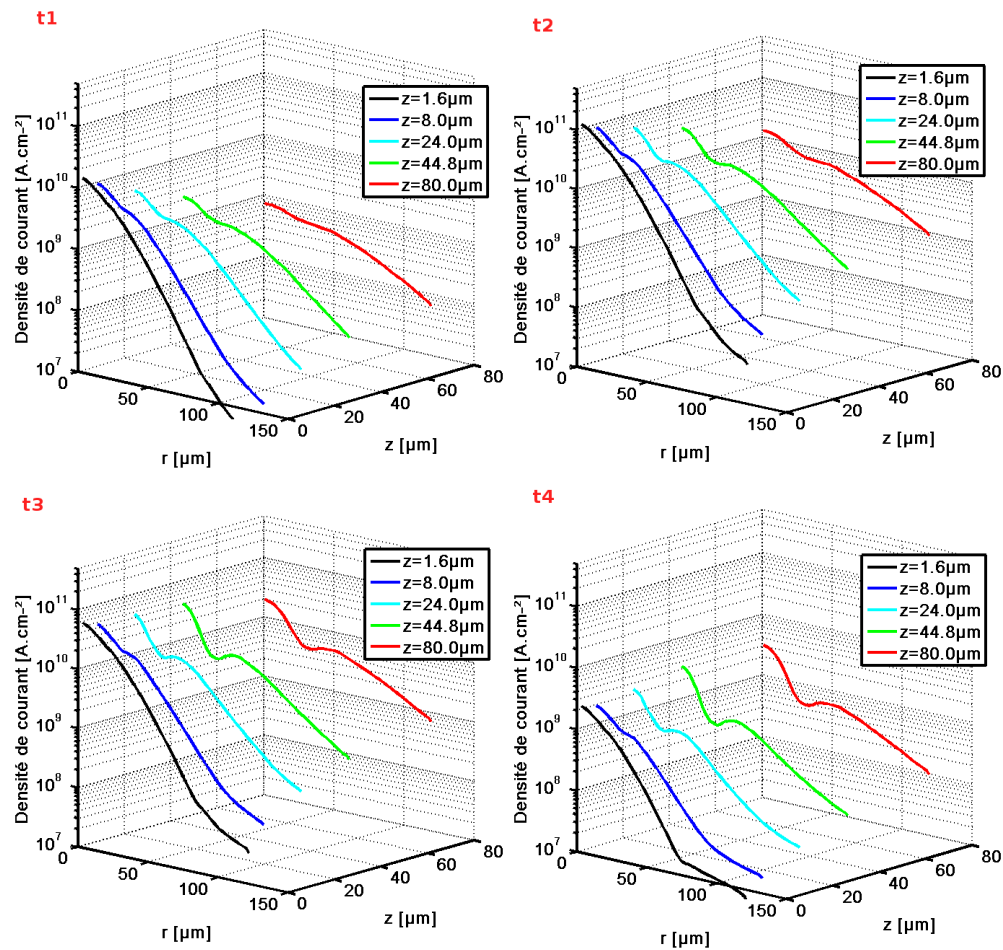 t1
z=1.6µm
z=8.0µm
z=24.0µm
z=44.8µm
z=80.0µm
Densité de courant [A.cm⁻²]
10¹¹
10¹⁰
10⁹
10⁸
10⁷
0
50
100
150
r [µm]
0
20
40
60
80
z [µm]
t2
z=1.6µm
z=8.0µm
z=24.0µm
z=44.8µm
z=80.0µm
Densité de courant [A.cm⁻²]
10¹¹
10¹⁰
10⁹
10⁸
10⁷
0
50
100
150
r [µm]
0
20
40
60
80
z [µm]
t3
z=1.6µm
z=8.0µm
z=24.0µm
z=44.8µm
z=80.0µm
Densité de courant [A.cm⁻²]
10¹¹
10¹⁰
10⁹
10⁸
10⁷
0
50
100
150
r [µm]
0
20
40
60
80
z [µm]
t4
z=1.6µm
z=8.0µm
z=24.0µm
z=44.8µm
z=80.0µm
Densité de courant [A.cm⁻²]
10¹¹
10¹⁰
10⁹
10⁸
10⁷
0
50
100
150
r [µm]
0
20
40
60
80
z [µm]